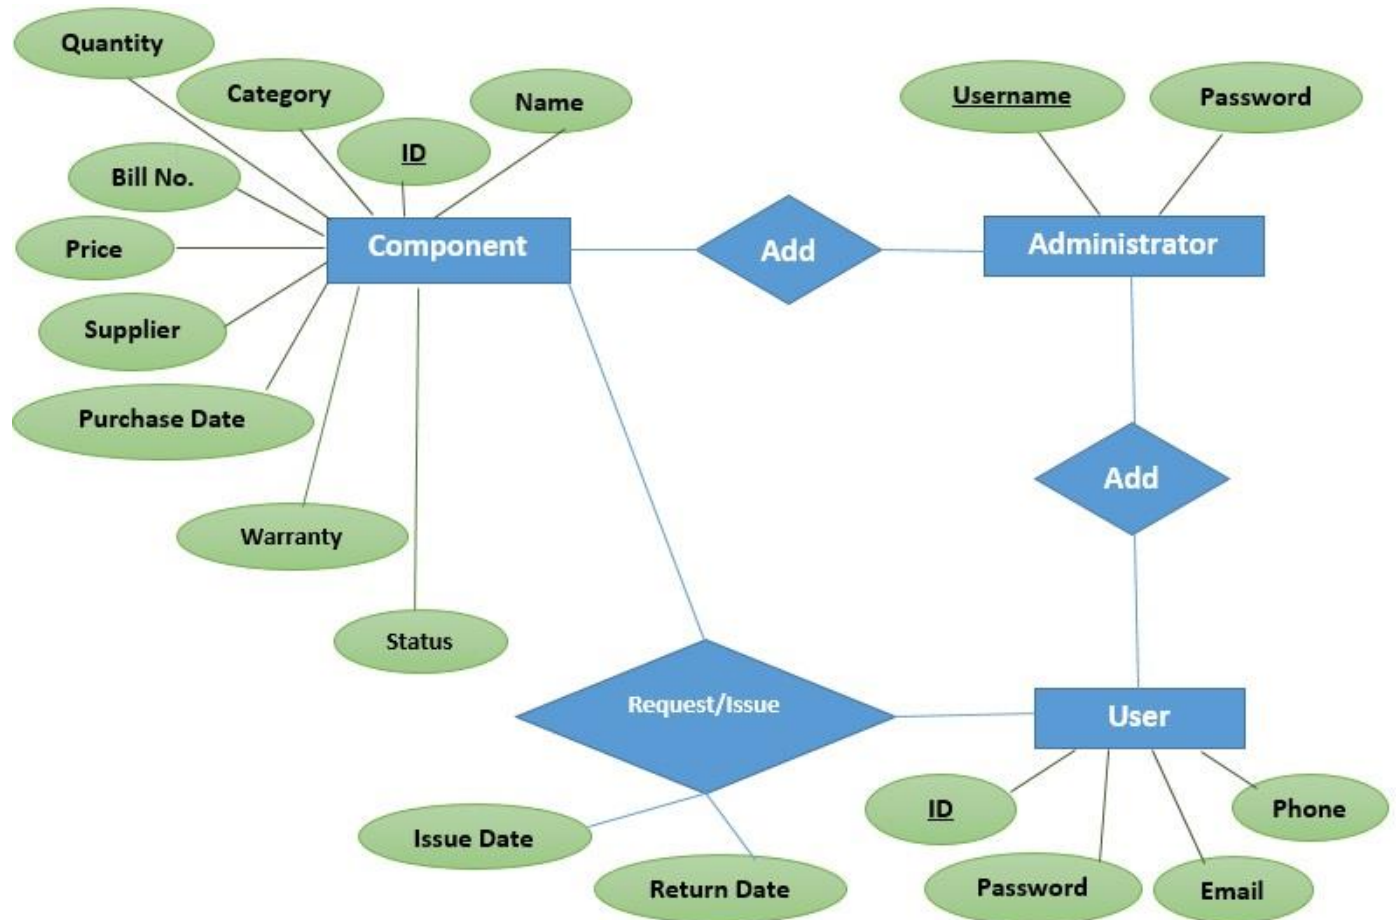 Quantity
Category
Name
ID
Username
Password
Bill No.
Price
Component
Add
Administrator
Supplier
Purchase Date
Add
Warranty
Status
Request/Issue
User
ID
Phone
Issue Date
Return Date
Password
Email